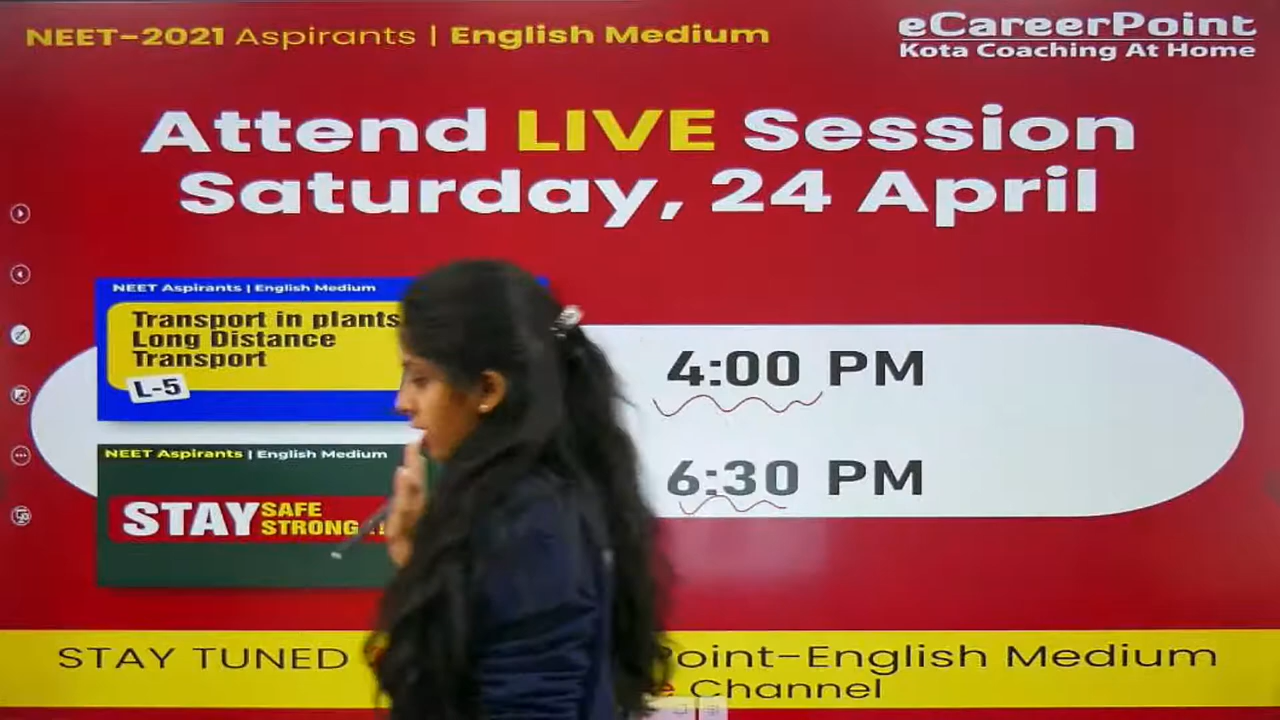 NEET-2021 Aspirants | English Medium
eCareerPoint
Kota Coaching At Home
Attend LIVE Session
Saturday, 24 April
NEET Aspirants | English Medium
Transport in plants
Long Distance
Transport
L-5
4:00 PM
NEET Aspirants | English Medium
STAY SAFE
STRONG
6:30 PM
STAY TUNED Point-English Medium
Channel